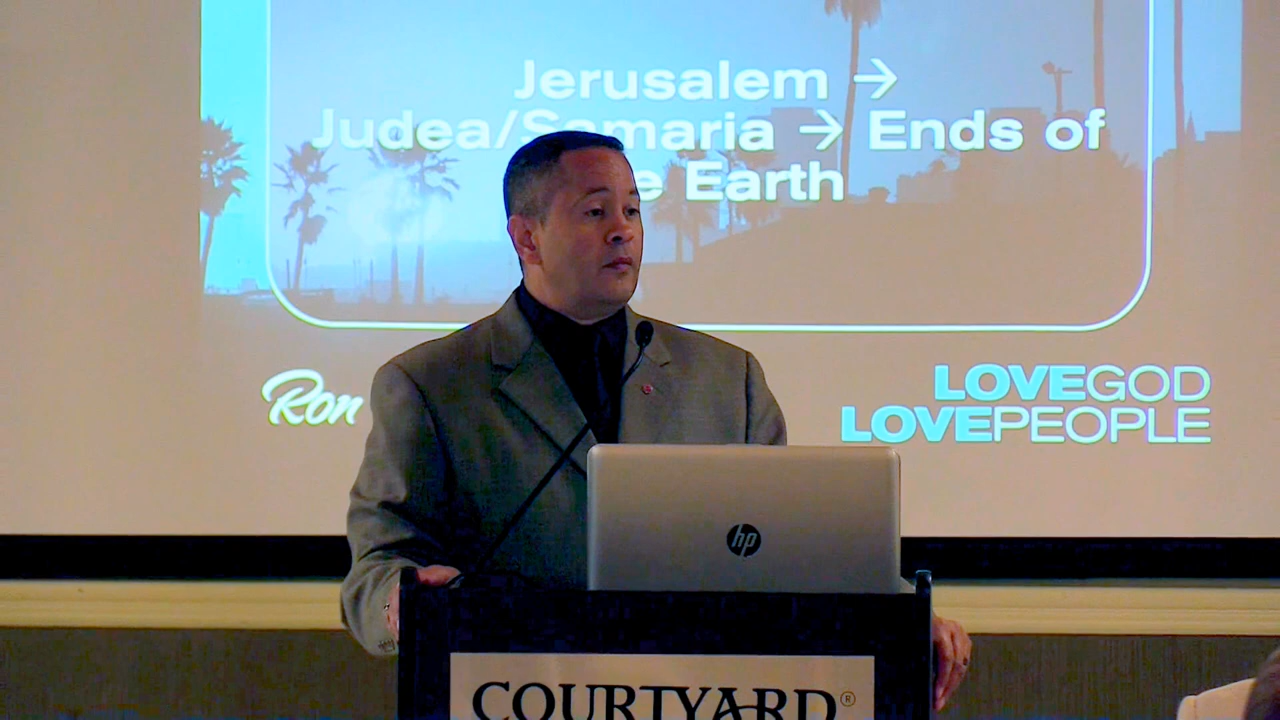 Jerusalem →
Judea/Samaria → Ends of
Earth
Ron
LOVEGOD
LOVEPEOPLE
hp
COURTYARD®